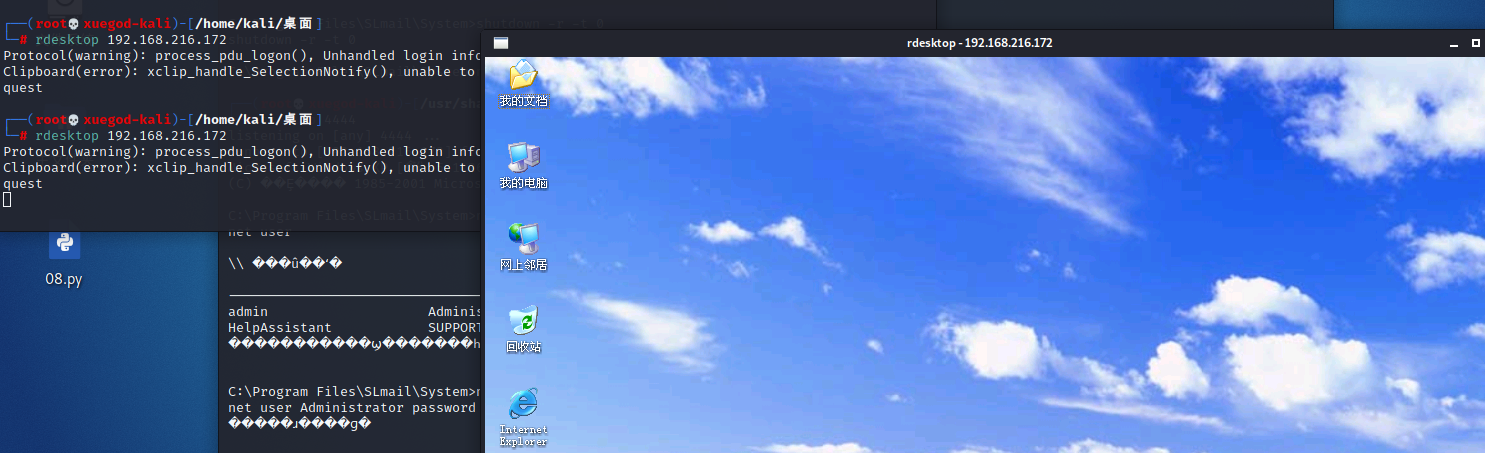 ┌──(root💀xuegod-kali)-[/home/kali/桌面]
└─# rdesktop 192.168.216.172
Protocol(warning): process_pdu_logon(), Unhandled login info
Clipboard(error): xclip_handle_SelectionNotify(), unable to
quest
┌──(root💀xuegod-kali)-[/home/kali/桌面]
└─# rdesktop 192.168.216.172
Protocol(warning): process_pdu_logon(), Unhandled login info
Clipboard(error): xclip_handle_SelectionNotify(), unable to
quest
08.py
C:\Program Files\SLmail\System>
net user
\\
admin Adminis
HelpAssistant SUPPORT
C:\Program Files\SLmail\System>
net user Administrator password
rdesktop - 192.168.216.172
我的文档
我的电脑
网上邻居
回收站
Internet
Explorer